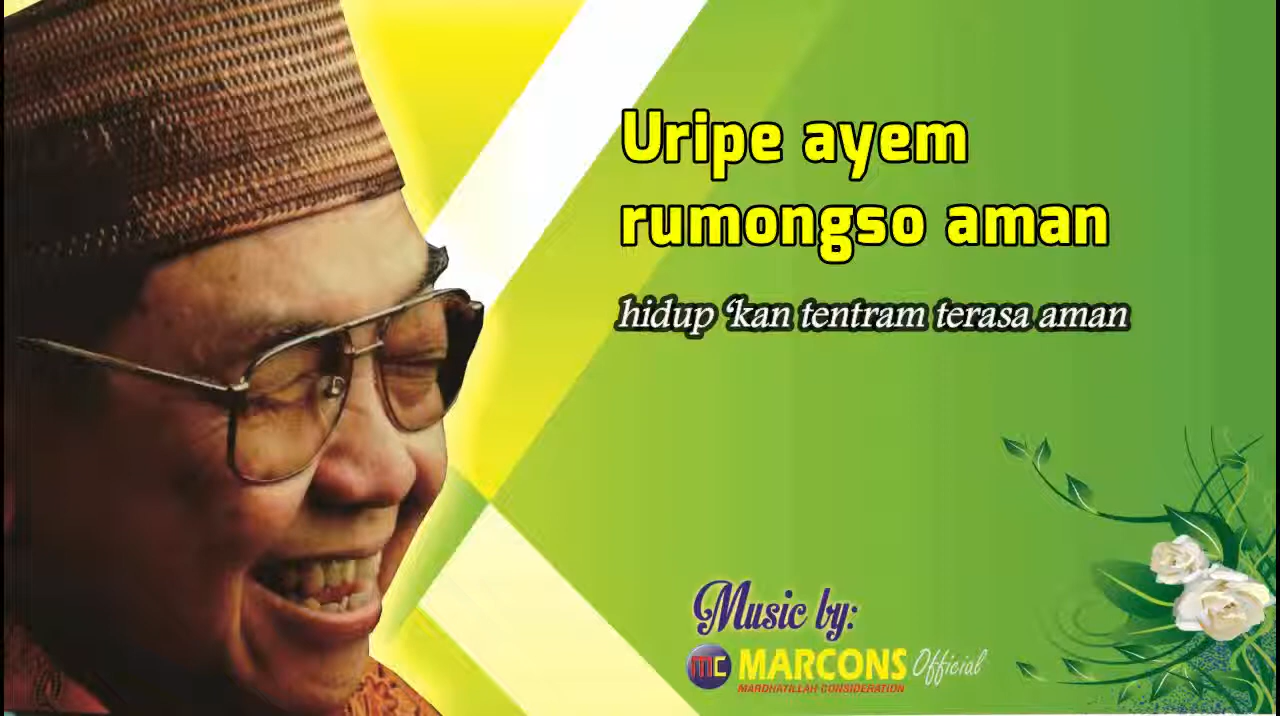 Uripe ayem
rumongso aman
hidup ‘kan tentram terasa aman
Music by:
MC MARCONS Official
MARDHATILLAH CONSIDERATION